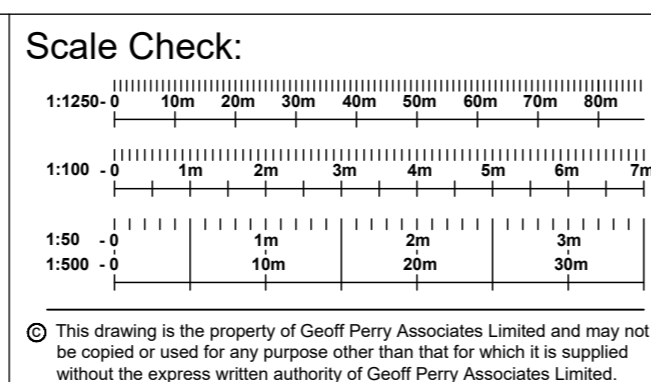 Scale Check:
1:1250- 0 10m 20m 30m 40m 50m 60m 70m 80m
1:100 - 0 1m 2m 3m 4m 5m 6m 7m
1:50 - 0 1m 2m 3m
1:500 - 0 10m 20m 30m
© This drawing is the property of Geoff Perry Associates Limited and may not
be copied or used for any purpose other than that for which it is supplied
without the express written authority of Geoff Perry Associates Limited.